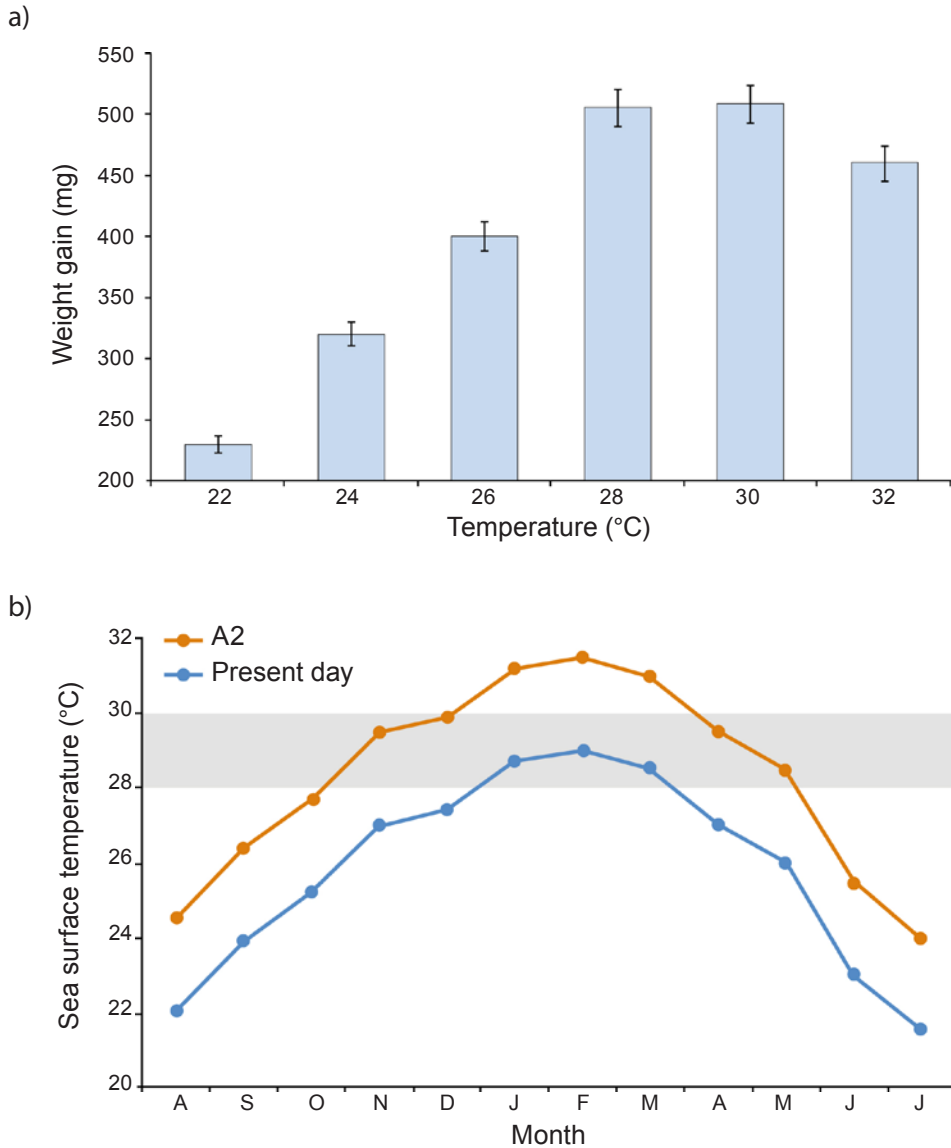 a)
550
500
450
400
350
300
250
200
Weight gain (mg)
22 24 26 28 30 32
Temperature (°C)
b)
A2
Present day
32
30
28
26
24
22
20
Sea surface temperature (°C)
A S O N D J F M A M J J
Month